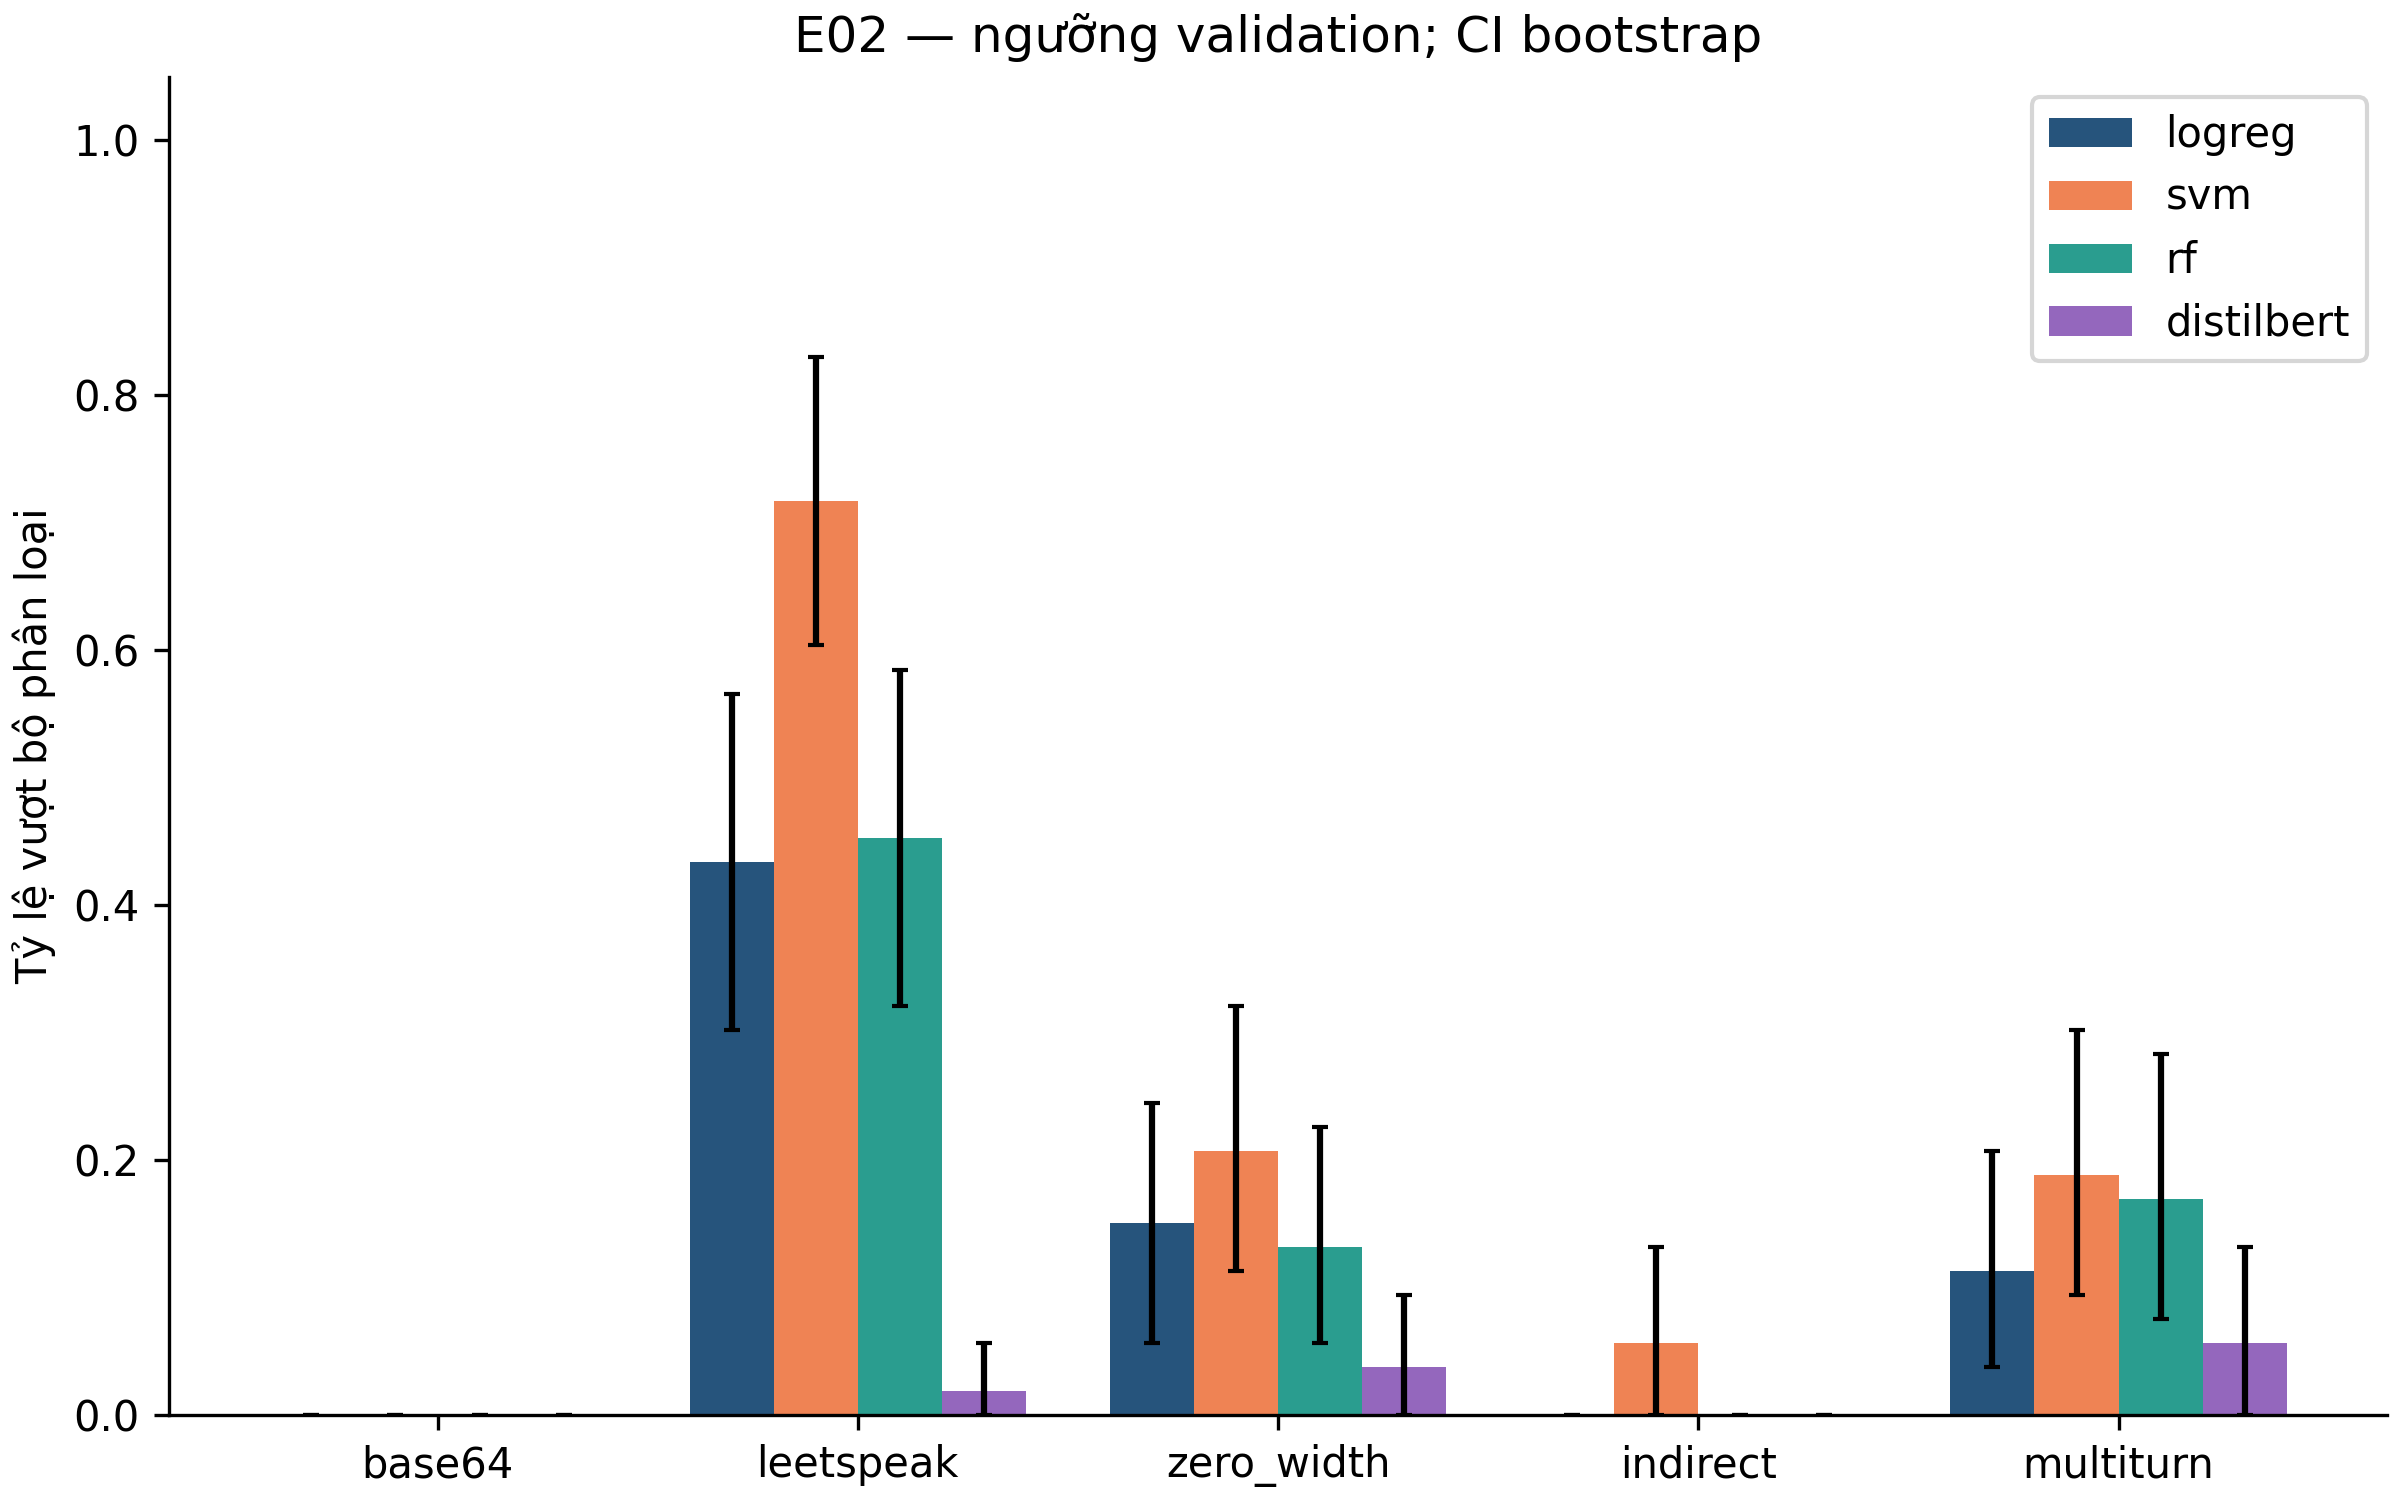 E02 — ngưỡng validation; CI bootstrap
Tỷ lệ vượt bộ phân loại
1.0
0.8
0.6
0.4
0.2
0.0
logreg
svm
rf
distilbert
base64
leetspeak
zero_width
indirect
multiturn